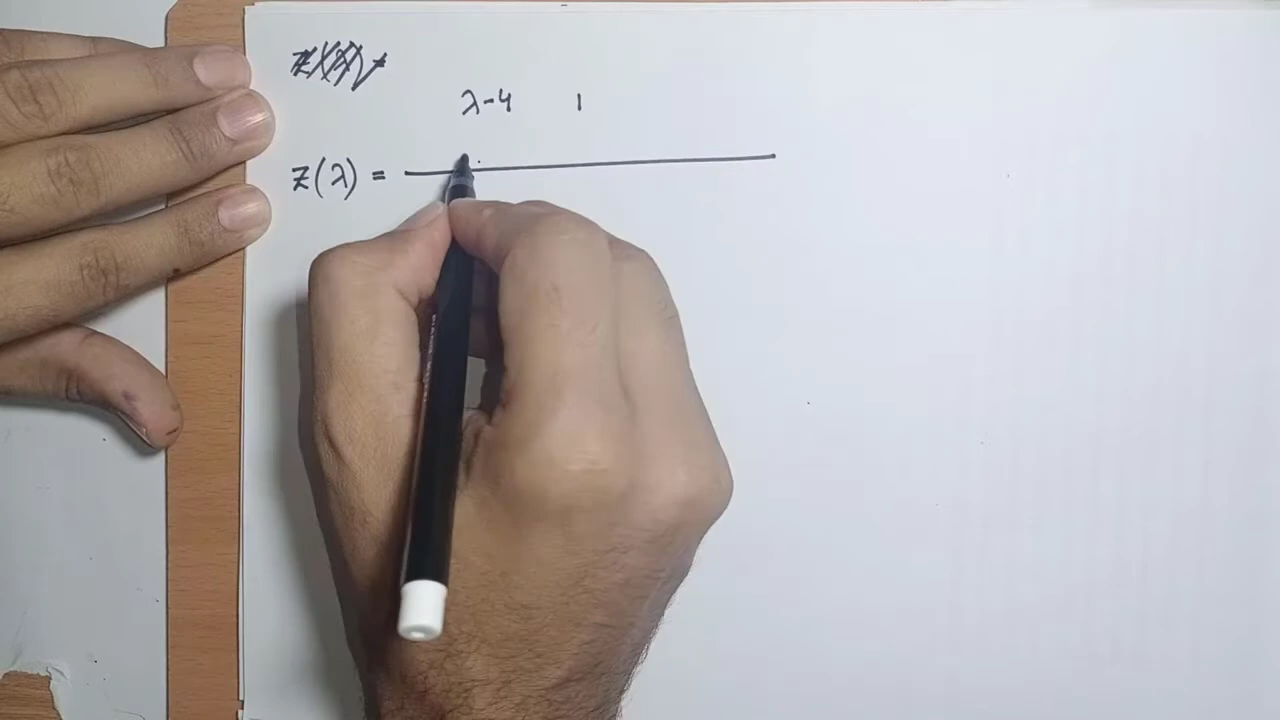 λ-4 1
z(λ) =